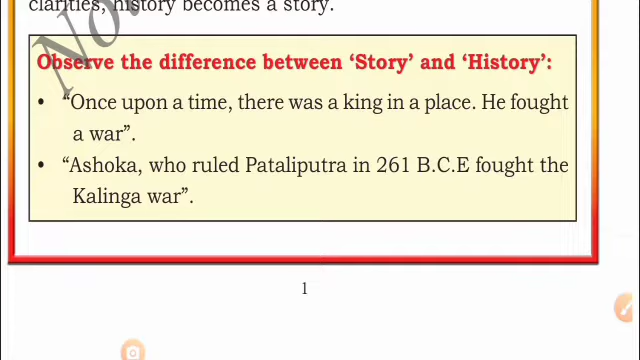 clarities, history becomes a story.
Observe the difference between ‘Story’ and ‘History’:
• “Once upon a time, there was a king in a place. He fought
a war”.
• “Ashoka, who ruled Pataliputra in 261 B.C.E fought the
Kalinga war”.
1